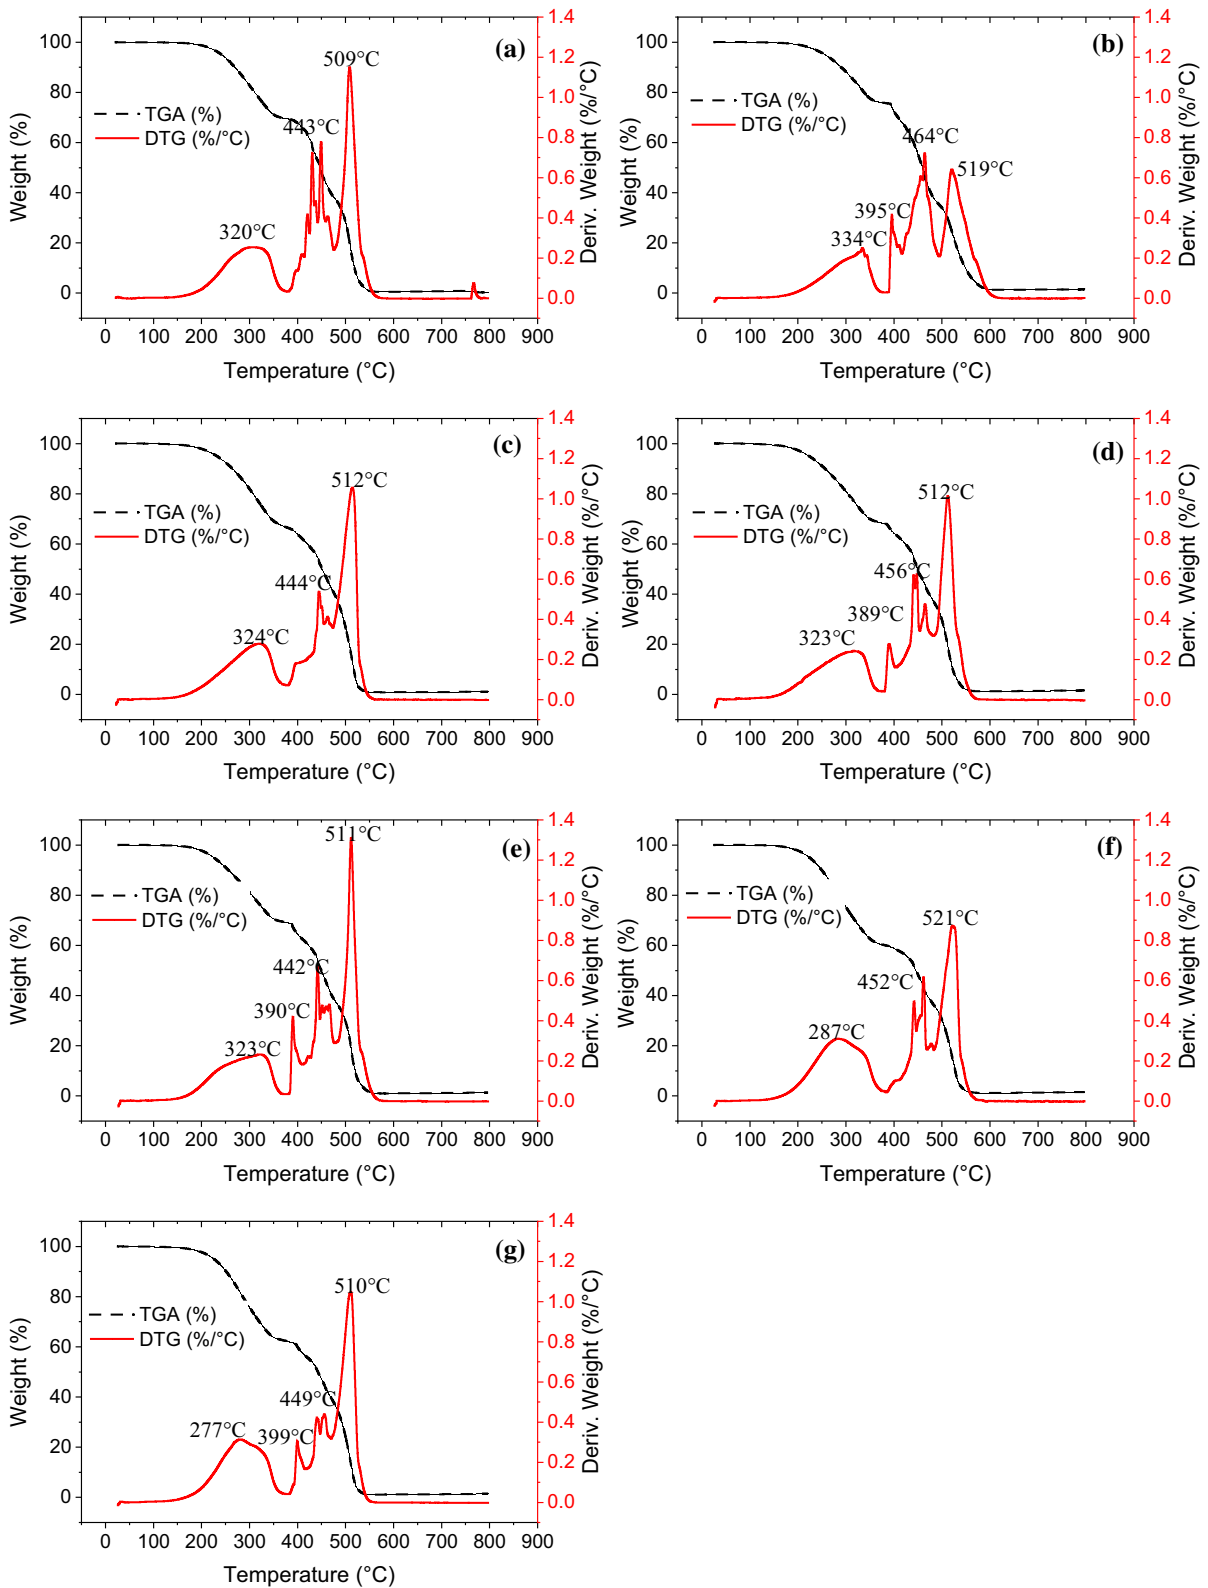 (a)
509°C
443°C
320°C
TGA (%)
DTG (%/°C)
Weight (%)
100
80
60
40
20
0
Deriv. Weight (%/°C)
1.4
1.2
1.0
0.8
0.6
0.4
0.2
0.0
0 100 200 300 400 500 600 700 800 900
Temperature (°C)
(b)
464°C
519°C
395°C
334°C
TGA (%)
DTG (%/°C)
Weight (%)
100
80
60
40
20
0
Deriv. Weight (%/°C)
1.4
1.2
1.0
0.8
0.6
0.4
0.2
0.0
0 100 200 300 400 500 600 700 800 900
Temperature (°C)
(c)
512°C
444°C
324°C
TGA (%)
DTG (%/°C)
Weight (%)
100
80
60
40
20
0
Deriv. Weight (%/°C)
1.4
1.2
1.0
0.8
0.6
0.4
0.2
0.0
0 100 200 300 400 500 600 700 800 900
Temperature (°C)
(d)
512°C
456°C
389°C
323°C
TGA (%)
DTG (%/°C)
Weight (%)
100
80
60
40
20
0
Deriv. Weight (%/°C)
1.4
1.2
1.0
0.8
0.6
0.4
0.2
0.0
0 100 200 300 400 500 600 700 800 900
Temperature (°C)
(e)
511°C
442°C
390°C
323°C
TGA (%)
DTG (%/°C)
Weight (%)
100
80
60
40
20
0
Deriv. Weight (%/°C)
1.4
1.2
1.0
0.8
0.6
0.4
0.2
0.0
0 100 200 300 400 500 600 700 800 900
Temperature (°C)
(f)
521°C
452°C
287°C
TGA (%)
DTG (%/°C)
Weight (%)
100
80
60
40
20
0
Deriv. Weight (%/°C)
1.4
1.2
1.0
0.8
0.6
0.4
0.2
0.0
0 100 200 300 400 500 600 700 800 900
Temperature (°C)
(g)
510°C
449°C
277°C
399°C
TGA (%)
DTG (%/°C)
Weight (%)
100
80
60
40
20
0
Deriv. Weight (%/°C)
1.4
1.2
1.0
0.8
0.6
0.4
0.2
0.0
0 100 200 300 400 500 600 700 800 900
Temperature (°C)